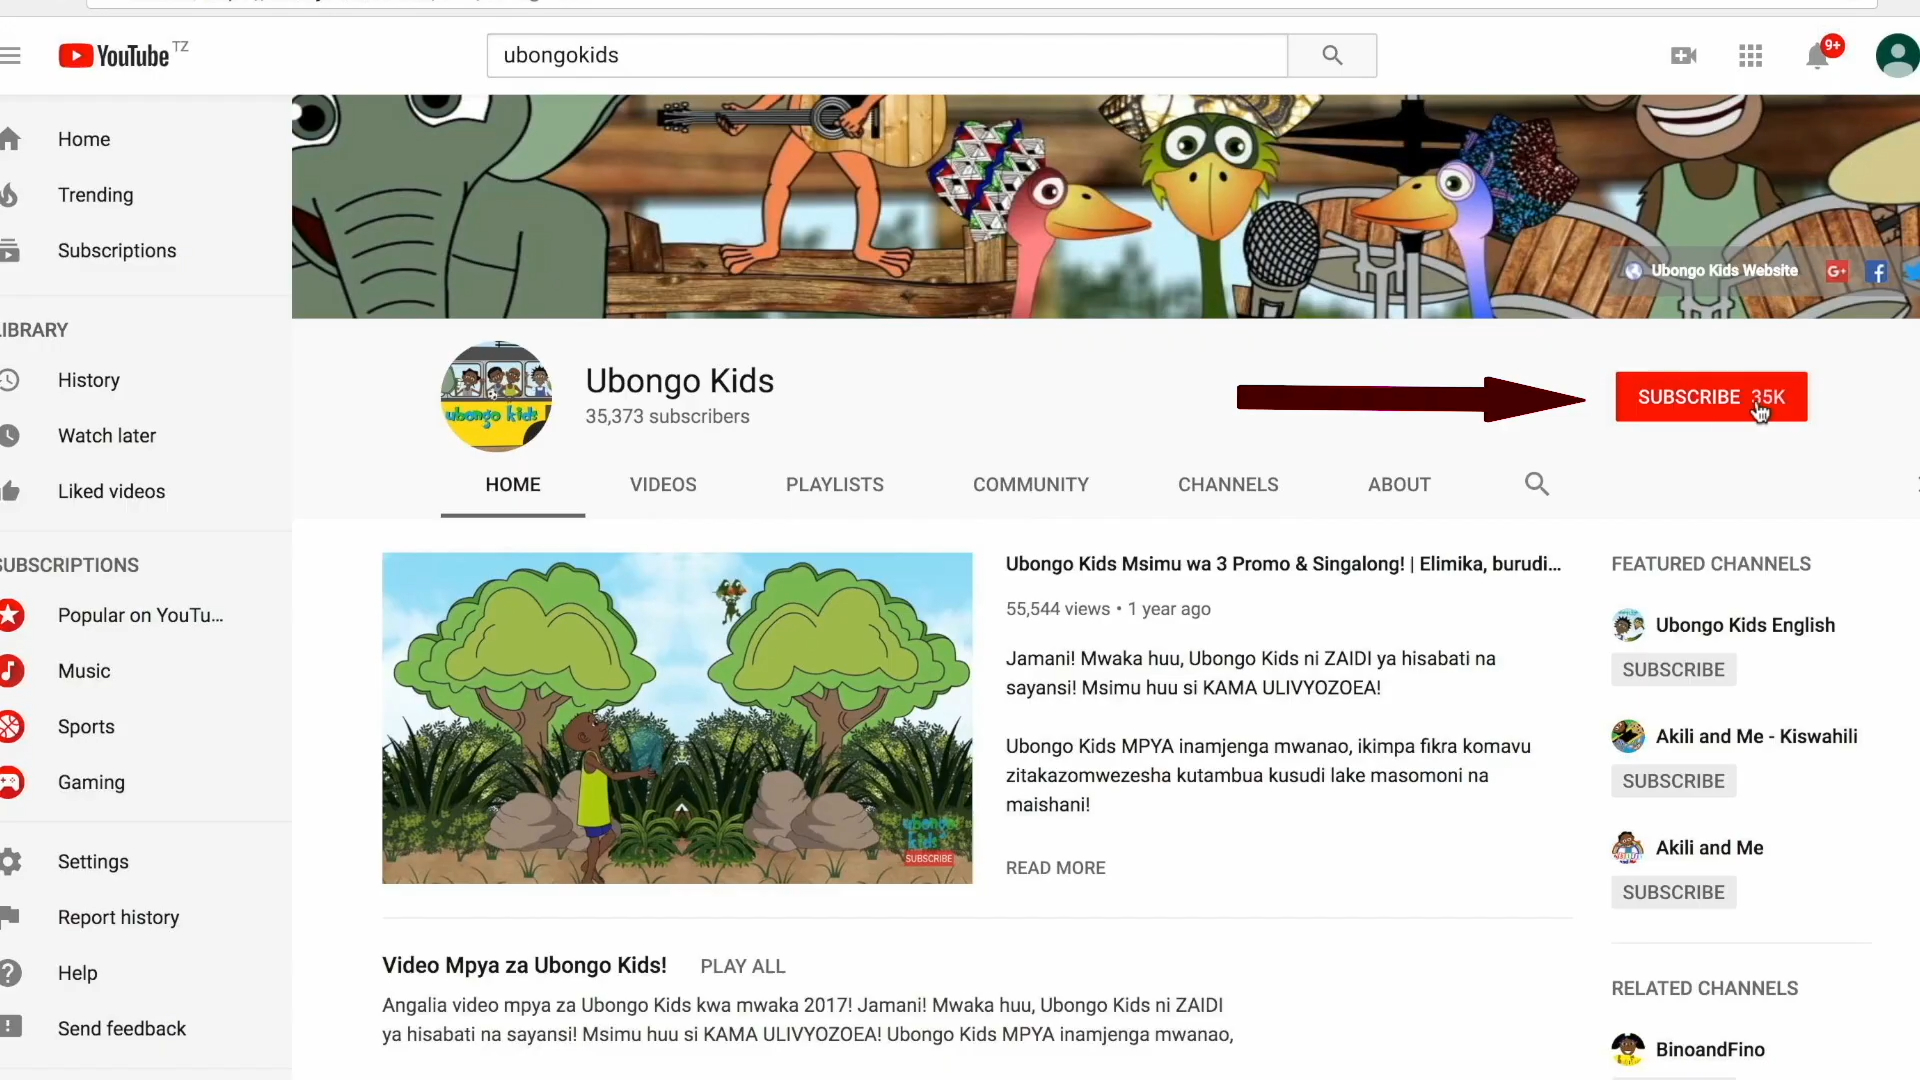 YouTube TZ
ubongokids
9+
Home
Trending
Subscriptions
LIBRARY
History
Watch later
Liked videos
SUBSCRIPTIONS
Popular on YouTu...
Music
Sports
Gaming
Settings
Report history
Help
Send feedback
Ubongo Kids Website
G+
f
ubongo kids
Ubongo Kids
35,373 subscribers
SUBSCRIBE 35K
HOME
VIDEOS
PLAYLISTS
COMMUNITY
CHANNELS
ABOUT
ubongo
kids
SUBSCRIBE
Ubongo Kids Msimu wa 3 Promo & Singalong! | Elimika, burudi...
55,544 views • 1 year ago
Jamani! Mwaka huu, Ubongo Kids ni ZAIDI ya hisabati na
sayansi! Msimu huu si KAMA ULIVYOZOEA!
Ubongo Kids MPYA inamjenga mwanao, ikimpa fikra komavu
zitakazomwezesha kutambua kusudi lake masomoni na
maishani!
READ MORE
Video Mpya za Ubongo Kids! PLAY ALL
Angalia video mpya za Ubongo Kids kwa mwaka 2017! Jamani! Mwaka huu, Ubongo Kids ni ZAIDI
ya hisabati na sayansi! Msimu huu si KAMA ULIVYOZOEA! Ubongo Kids MPYA inamjenga mwanao,
FEATURED CHANNELS
Ubongo Kids English
SUBSCRIBE
Akili and Me - Kiswahili
SUBSCRIBE
Akili and Me
SUBSCRIBE
RELATED CHANNELS
BinoandFino